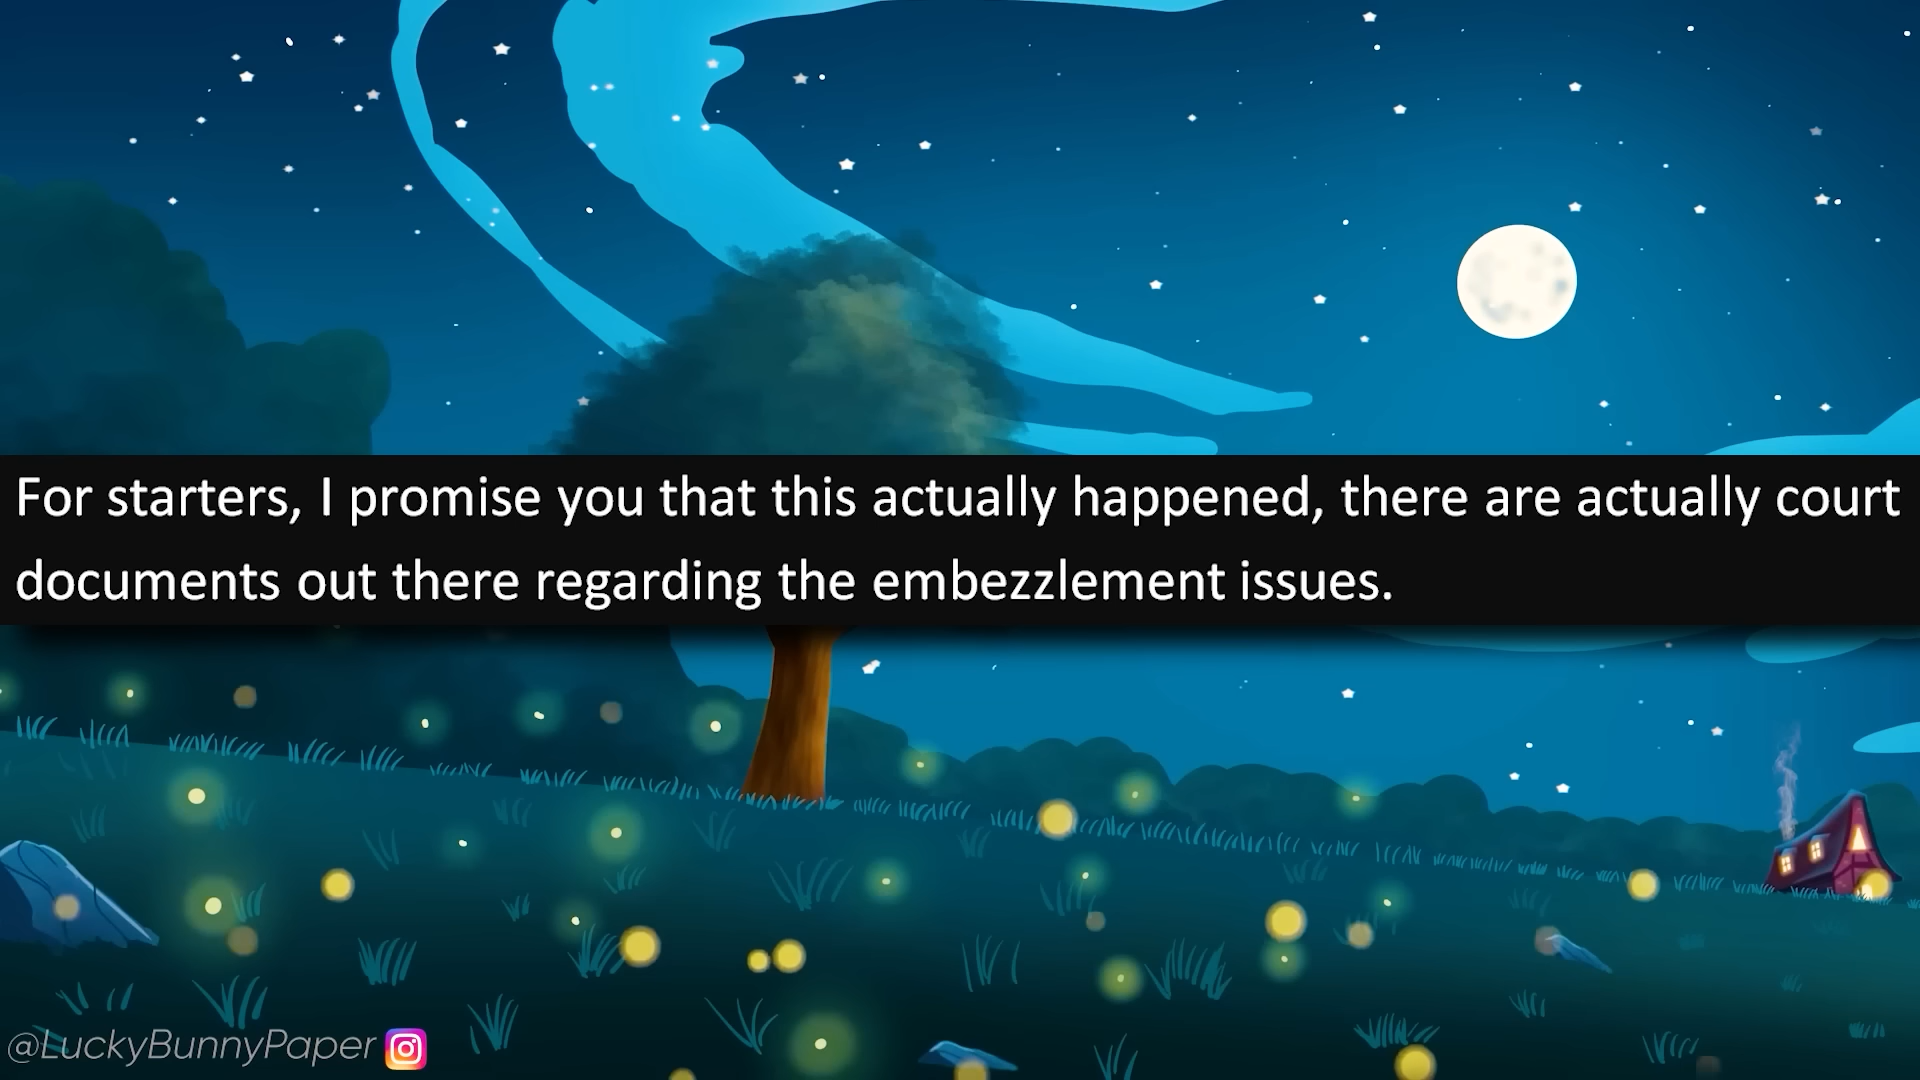 For starters, I promise you that this actually happened, there are actually court
documents out there regarding the embezzlement issues.
@LuckyBunnyPaper